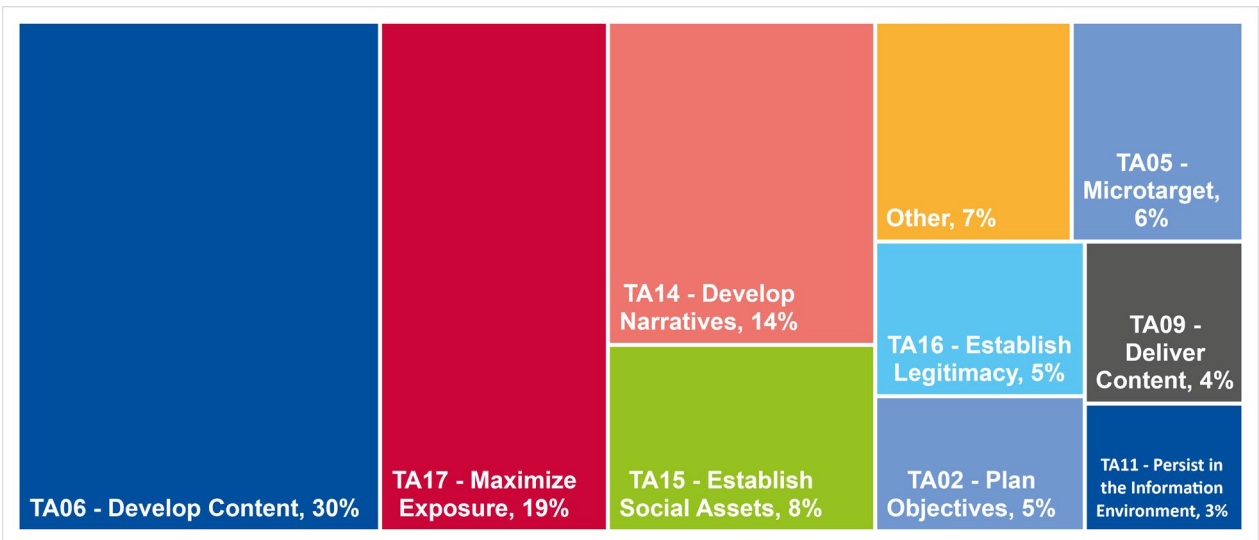 TA06 - Develop Content, 30%
TA17 - Maximize
Exposure, 19%
TA14 - Develop
Narratives, 14%
TA15 - Establish
Social Assets, 8%
Other, 7%
TA05 -
Microtarget,
6%
TA16 - Establish
Legitimacy, 5%
TA09 -
Deliver
Content, 4%
TA02 - Plan
Objectives, 5%
TA11 - Persist in
the Information
Environment, 3%